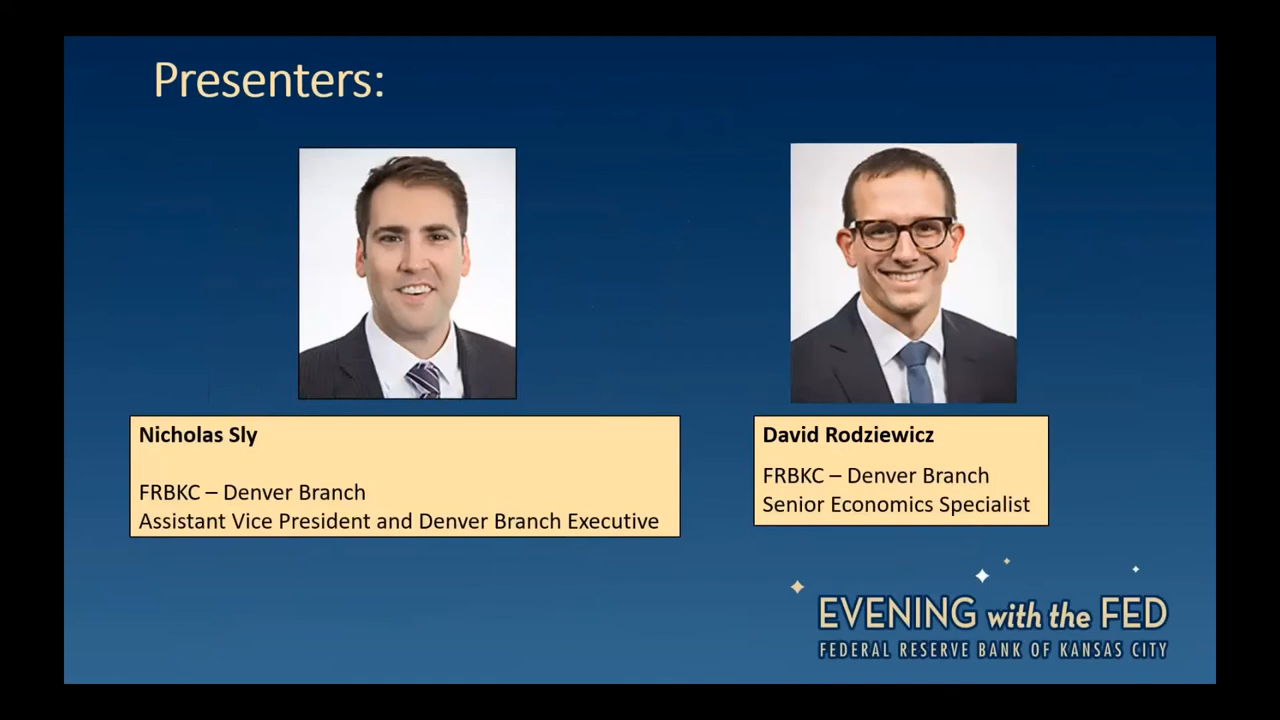 Presenters:
Nicholas Sly
FRBKC – Denver Branch
Assistant Vice President and Denver Branch Executive
David Rodziewicz
FRBKC – Denver Branch
Senior Economics Specialist
EVENING with the FED
FEDERAL RESERVE BANK OF KANSAS CITY